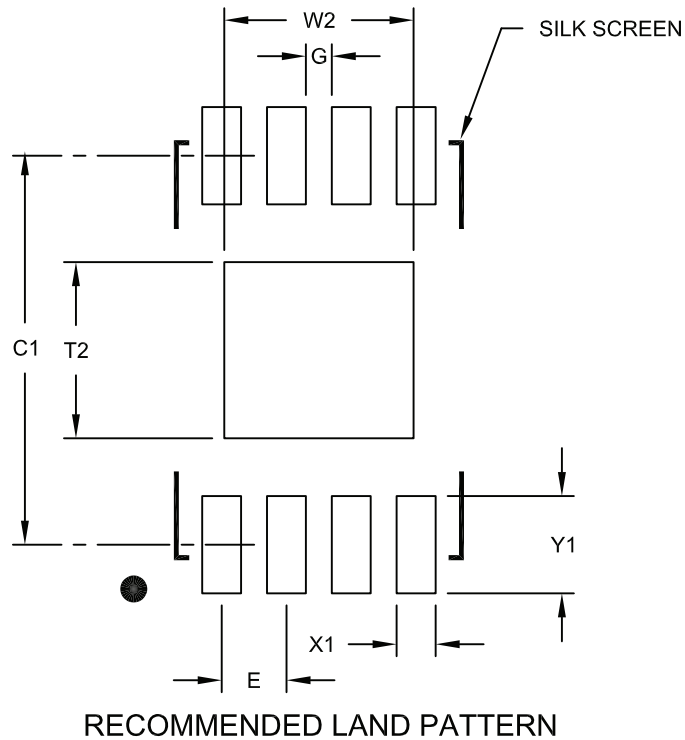 W2
SILK SCREEN
G
C1
T2
Y1
X1
E
RECOMMENDED LAND PATTERN